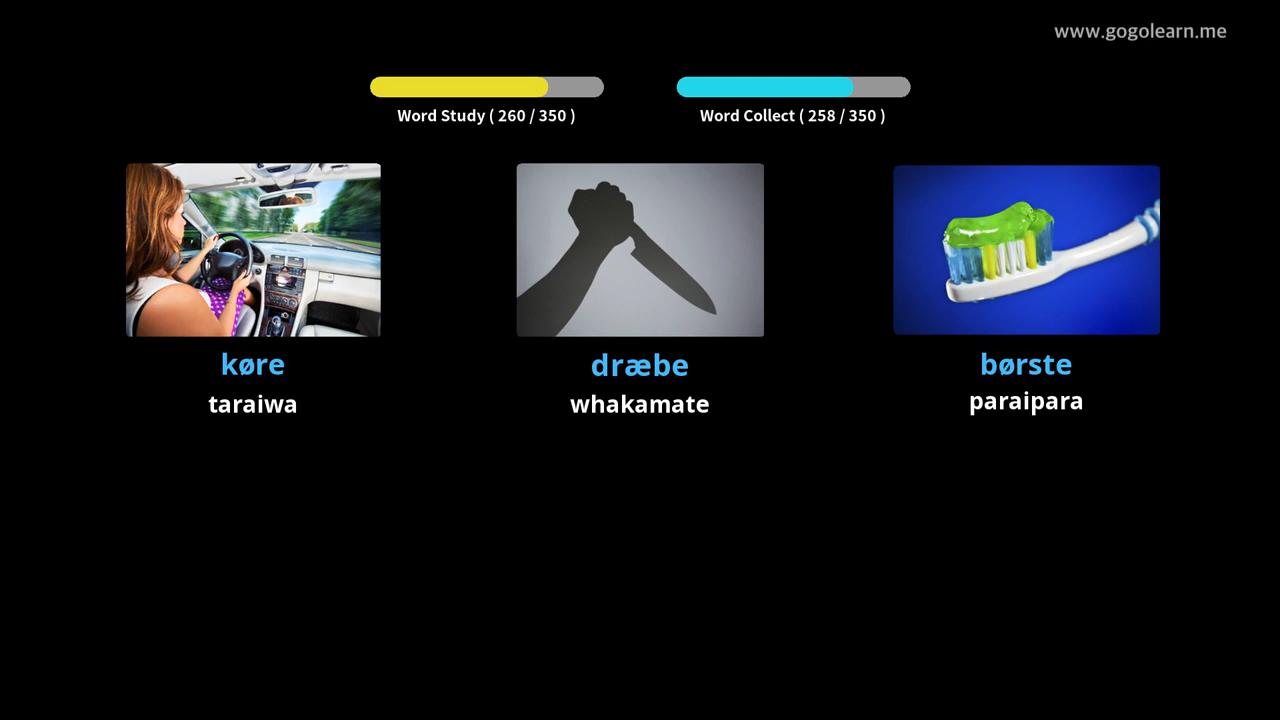 www.gogolearn.me
Word Study ( 260 / 350 )
Word Collect ( 258 / 350 )
køre
dræbe
børste
taraiwa
whakamate
paraipara